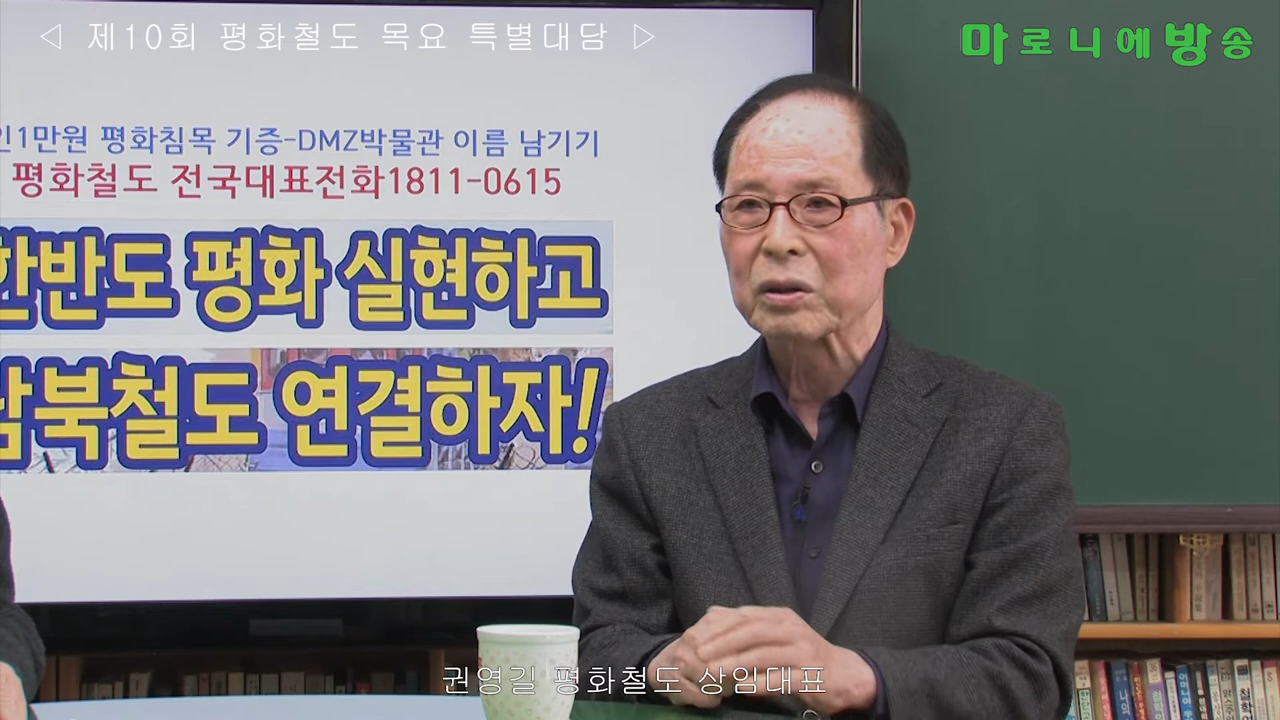 ◁ 제10회 평화철도 목요 특별대담 ▷
마로니에방송
인1만원 평화침목 기증-DMZ박물관 이름 남기기
평화철도 전국대표전화1811-0615
한반도 평화 실현하고
남북철도 연결하자!
권영길 평화철도 상임대표